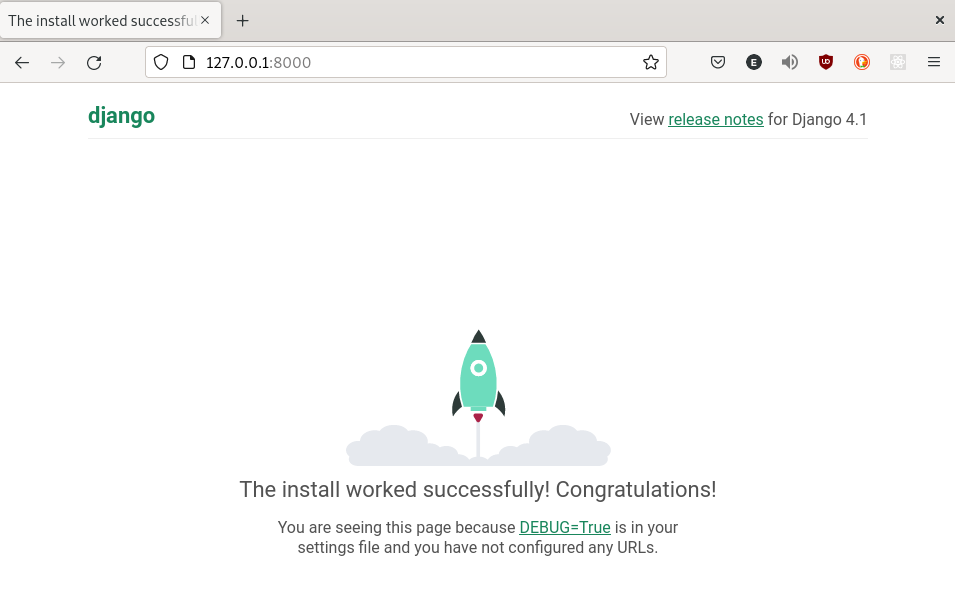 The install worked successfu
127.0.0.1:8000
E
UD
django
View release notes for Django 4.1
The install worked successfully! Congratulations!
You are seeing this page because DEBUG=True is in your
settings file and you have not configured any URLs.